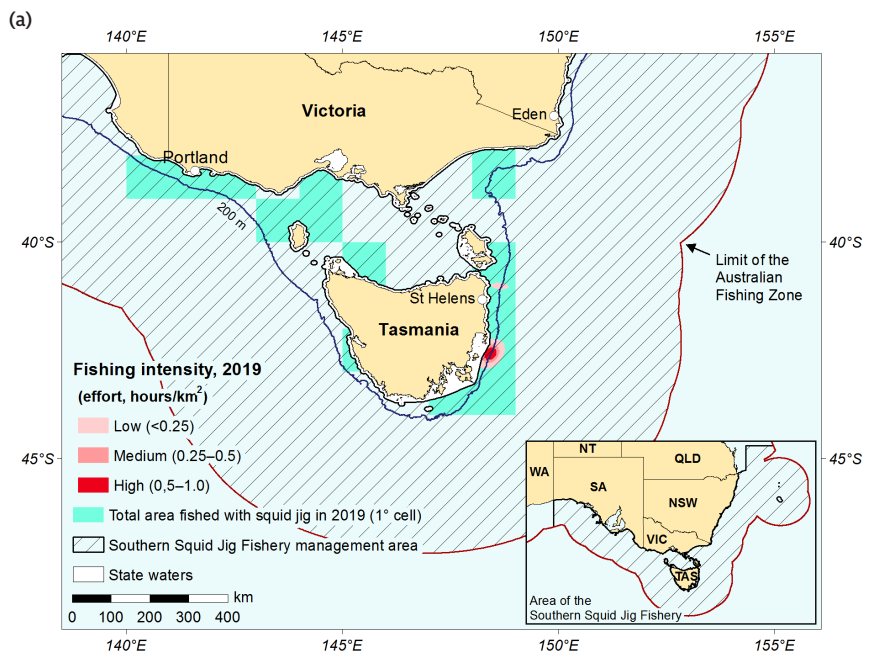 (a)
140°E 145°E 150°E 155°E
Victoria
Eden
Portland
200 m
40°S 40°S
Limit of the
Australian
Fishing Zone
St Helens
Tasmania
Fishing intensity, 2019
(effort, hours/km²)
Low (<0.25)
Medium (0.25–0.5)
High (0,5–1.0)
Total area fished with squid jig in 2019 (1° cell)
Southern Squid Jig Fishery management area
State waters
km
0 100 200 300 400
45°S 45°S
NT
QLD
WA
SA
NSW
VIC
TAS
Area of the
Southern Squid Jig Fishery
140°E 145°E 150°E 155°E